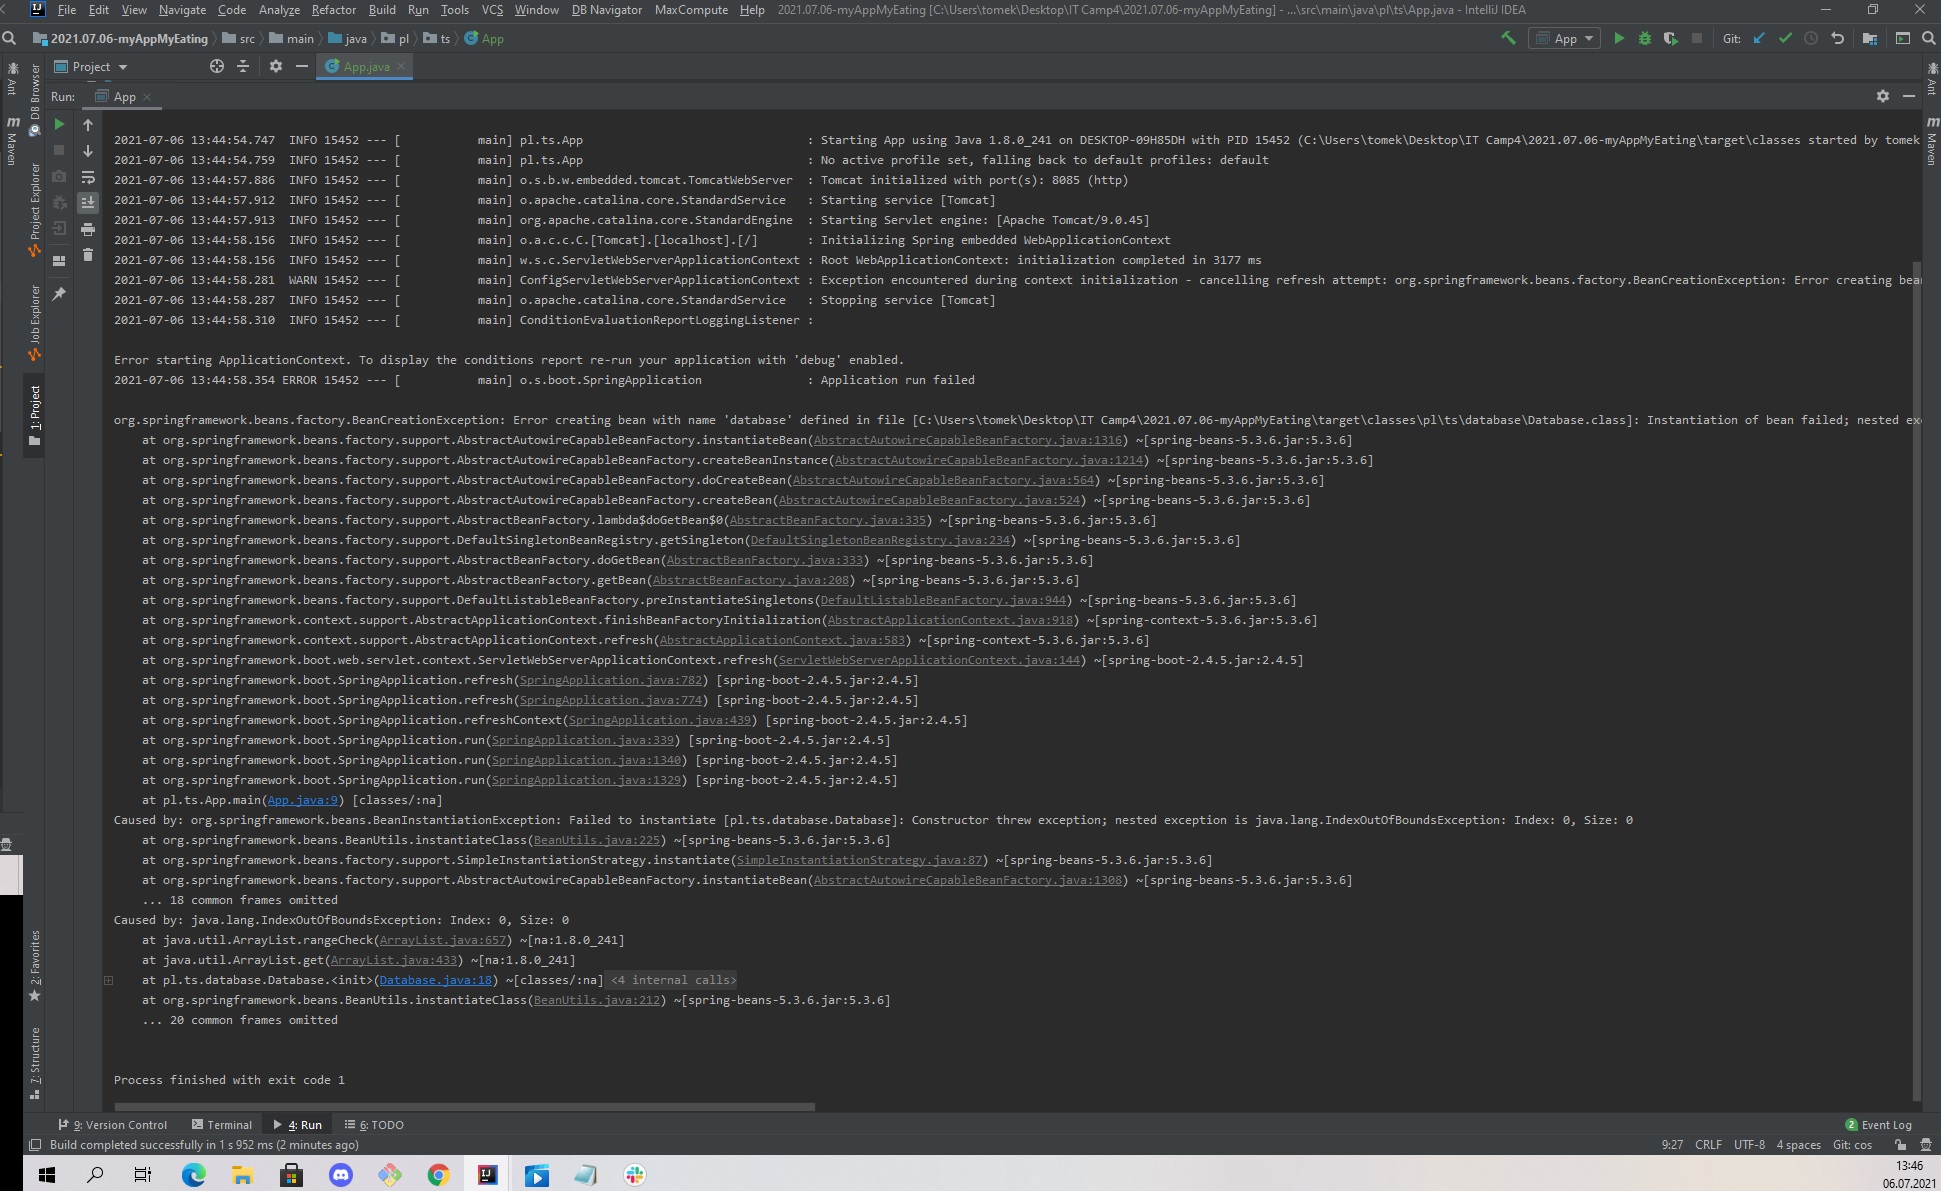 File Edit View Navigate Code Analyze Refactor Build Run Tools VCS Window DB Navigator MaxCompute Help 2021.07.06-myAppMyEating [C:\Users\tomek\Desktop\IT Camp4\2021.07.06-myAppMyEating] - ...\src\main\java\pl\ts\App.java - IntelliJ IDEA
2021.07.06-myAppMyEating src main java pl ts App App Git:
Project App.java
Run: App
Ant
Maven
DB Browser
Project Explorer
Job Explorer
1: Project
2: Favorites
7: Structure
Ant
Maven
2021-07-06 13:44:54.747 INFO 15452 --- [ main] pl.ts.App : Starting App using Java 1.8.0_241 on DESKTOP-09H85DH with PID 15452 (C:\Users\tomek\Desktop\IT Camp4\2021.07.06-myAppMyEating\target\classes started by tomek
2021-07-06 13:44:54.759 INFO 15452 --- [ main] pl.ts.App : No active profile set, falling back to default profiles: default
2021-07-06 13:44:57.886 INFO 15452 --- [ main] o.s.b.w.embedded.tomcat.TomcatWebServer : Tomcat initialized with port(s): 8085 (http)
2021-07-06 13:44:57.912 INFO 15452 --- [ main] o.apache.catalina.core.StandardService : Starting service [Tomcat]
2021-07-06 13:44:57.913 INFO 15452 --- [ main] org.apache.catalina.core.StandardEngine : Starting Servlet engine: [Apache Tomcat/9.0.45]
2021-07-06 13:44:58.156 INFO 15452 --- [ main] o.a.c.c.C.[Tomcat].[localhost].[/] : Initializing Spring embedded WebApplicationContext
2021-07-06 13:44:58.156 INFO 15452 --- [ main] w.s.c.ServletWebServerApplicationContext : Root WebApplicationContext: initialization completed in 3177 ms
2021-07-06 13:44:58.281 WARN 15452 --- [ main] ConfigServletWebServerApplicationContext : Exception encountered during context initialization - cancelling refresh attempt: org.springframework.beans.factory.BeanCreationException: Error creating bea
2021-07-06 13:44:58.287 INFO 15452 --- [ main] o.apache.catalina.core.StandardService : Stopping service [Tomcat]
2021-07-06 13:44:58.310 INFO 15452 --- [ main] ConditionEvaluationReportLoggingListener :
Error starting ApplicationContext. To display the conditions report re-run your application with 'debug' enabled.
2021-07-06 13:44:58.354 ERROR 15452 --- [ main] o.s.boot.SpringApplication : Application run failed
org.springframework.beans.factory.BeanCreationException: Error creating bean with name 'database' defined in file [C:\Users\tomek\Desktop\IT Camp4\2021.07.06-myAppMyEating\target\classes\pl\ts\database\Database.class]: Instantiation of bean failed; nested ex
at org.springframework.beans.factory.support.AbstractAutowireCapableBeanFactory.instantiateBean(AbstractAutowireCapableBeanFactory.java:1316) ~[spring-beans-5.3.6.jar:5.3.6]
at org.springframework.beans.factory.support.AbstractAutowireCapableBeanFactory.createBeanInstance(AbstractAutowireCapableBeanFactory.java:1214) ~[spring-beans-5.3.6.jar:5.3.6]
at org.springframework.beans.factory.support.AbstractAutowireCapableBeanFactory.doCreateBean(AbstractAutowireCapableBeanFactory.java:564) ~[spring-beans-5.3.6.jar:5.3.6]
at org.springframework.beans.factory.support.AbstractAutowireCapableBeanFactory.createBean(AbstractAutowireCapableBeanFactory.java:524) ~[spring-beans-5.3.6.jar:5.3.6]
at org.springframework.beans.factory.support.AbstractBeanFactory.lambda$doGetBean$0(AbstractBeanFactory.java:335) ~[spring-beans-5.3.6.jar:5.3.6]
at org.springframework.beans.factory.support.DefaultSingletonBeanRegistry.getSingleton(DefaultSingletonBeanRegistry.java:234) ~[spring-beans-5.3.6.jar:5.3.6]
at org.springframework.beans.factory.support.AbstractBeanFactory.doGetBean(AbstractBeanFactory.java:333) ~[spring-beans-5.3.6.jar:5.3.6]
at org.springframework.beans.factory.support.AbstractBeanFactory.getBean(AbstractBeanFactory.java:208) ~[spring-beans-5.3.6.jar:5.3.6]
at org.springframework.beans.factory.support.DefaultListableBeanFactory.preInstantiateSingletons(DefaultListableBeanFactory.java:944) ~[spring-beans-5.3.6.jar:5.3.6]
at org.springframework.context.support.AbstractApplicationContext.finishBeanFactoryInitialization(AbstractApplicationContext.java:918) ~[spring-context-5.3.6.jar:5.3.6]
at org.springframework.context.support.AbstractApplicationContext.refresh(AbstractApplicationContext.java:583) ~[spring-context-5.3.6.jar:5.3.6]
at org.springframework.boot.web.servlet.context.ServletWebServerApplicationContext.refresh(ServletWebServerApplicationContext.java:144) ~[spring-boot-2.4.5.jar:2.4.5]
at org.springframework.boot.SpringApplication.refresh(SpringApplication.java:782) [spring-boot-2.4.5.jar:2.4.5]
at org.springframework.boot.SpringApplication.refresh(SpringApplication.java:774) [spring-boot-2.4.5.jar:2.4.5]
at org.springframework.boot.SpringApplication.refreshContext(SpringApplication.java:439) [spring-boot-2.4.5.jar:2.4.5]
at org.springframework.boot.SpringApplication.run(SpringApplication.java:339) [spring-boot-2.4.5.jar:2.4.5]
at org.springframework.boot.SpringApplication.run(SpringApplication.java:1340) [spring-boot-2.4.5.jar:2.4.5]
at org.springframework.boot.SpringApplication.run(SpringApplication.java:1329) [spring-boot-2.4.5.jar:2.4.5]
at pl.ts.App.main(App.java:9) [classes/:na]
Caused by: org.springframework.beans.BeanInstantiationException: Failed to instantiate [pl.ts.database.Database]: Constructor threw exception; nested exception is java.lang.IndexOutOfBoundsException: Index: 0, Size: 0
at org.springframework.beans.BeanUtils.instantiateClass(BeanUtils.java:225) ~[spring-beans-5.3.6.jar:5.3.6]
at org.springframework.beans.factory.support.SimpleInstantiationStrategy.instantiate(SimpleInstantiationStrategy.java:87) ~[spring-beans-5.3.6.jar:5.3.6]
at org.springframework.beans.factory.support.AbstractAutowireCapableBeanFactory.instantiateBean(AbstractAutowireCapableBeanFactory.java:1308) ~[spring-beans-5.3.6.jar:5.3.6]
... 18 common frames omitted
Caused by: java.lang.IndexOutOfBoundsException: Index: 0, Size: 0
at java.util.ArrayList.rangeCheck(ArrayList.java:657) ~[na:1.8.0_241]
at java.util.ArrayList.get(ArrayList.java:433) ~[na:1.8.0_241]
at pl.ts.database.Database.<init>(Database.java:18) ~[classes/:na] <4 internal calls>
at org.springframework.beans.BeanUtils.instantiateClass(BeanUtils.java:212) ~[spring-beans-5.3.6.jar:5.3.6]
... 20 common frames omitted
Process finished with exit code 1
9: Version Control Terminal 4: Run 6: TODO 2 Event Log
Build completed successfully in 1 s 952 ms (2 minutes ago) 9:27 CRLF UTF-8 4 spaces Git: cos
13:46
06.07.2021